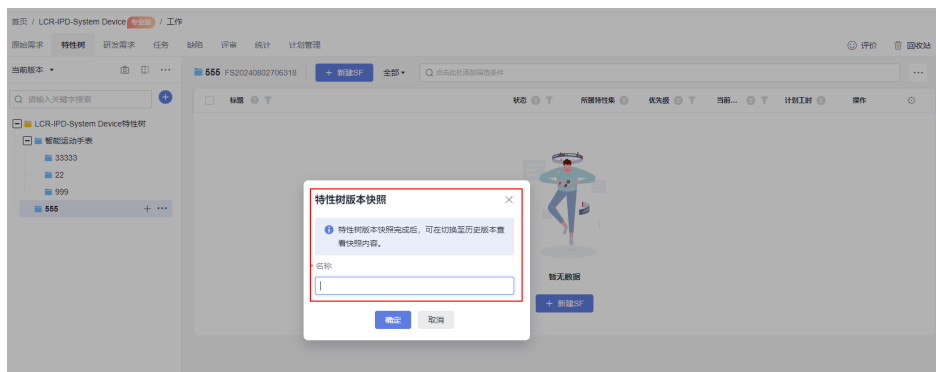 首页 / LCR-IPD-System Device 专业版 / 工作
原始需求 特性树 研发需求 任务 缺陷 评审 统计 计划管理 评价 回收站
当前版本
555 FS20240802706318 + 新建SF 全部 点击此处添加筛选条件
请输入关键字搜索
标题 状态 所属特性集 优先级 当前... 计划工时 操作
LCR-IPD-System Device特性树
智能运动手表
33333
22
999
555
特性树版本快照
特性树版本快照完成后，可在切换至历史版本查
看快照内容。
* 名称
确定 取消
暂无数据
+ 新建SF